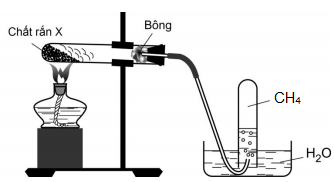 Chất rắn X
Bông
CH₄
H₂O